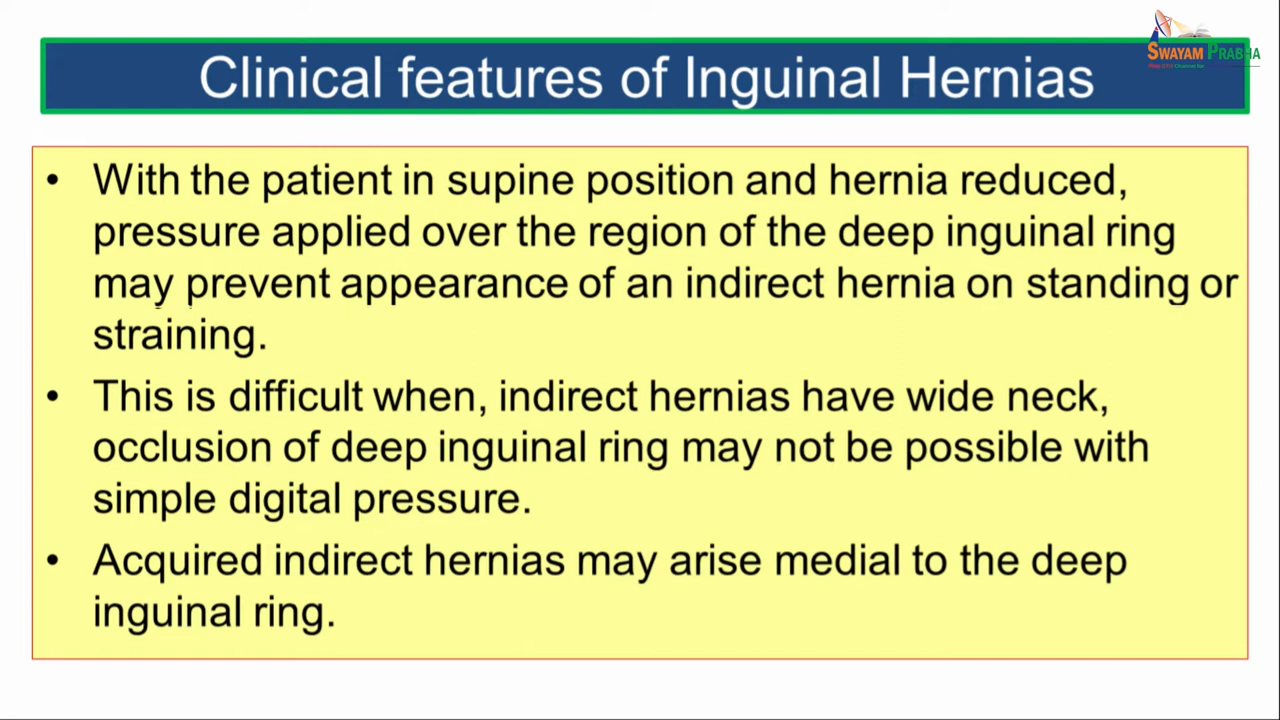 SWAYAM PRABHA
Clinical features of Inguinal Hernias
• With the patient in supine position and hernia reduced,
pressure applied over the region of the deep inguinal ring
may prevent appearance of an indirect hernia on standing or
straining.
• This is difficult when, indirect hernias have wide neck,
occlusion of deep inguinal ring may not be possible with
simple digital pressure.
• Acquired indirect hernias may arise medial to the deep
inguinal ring.